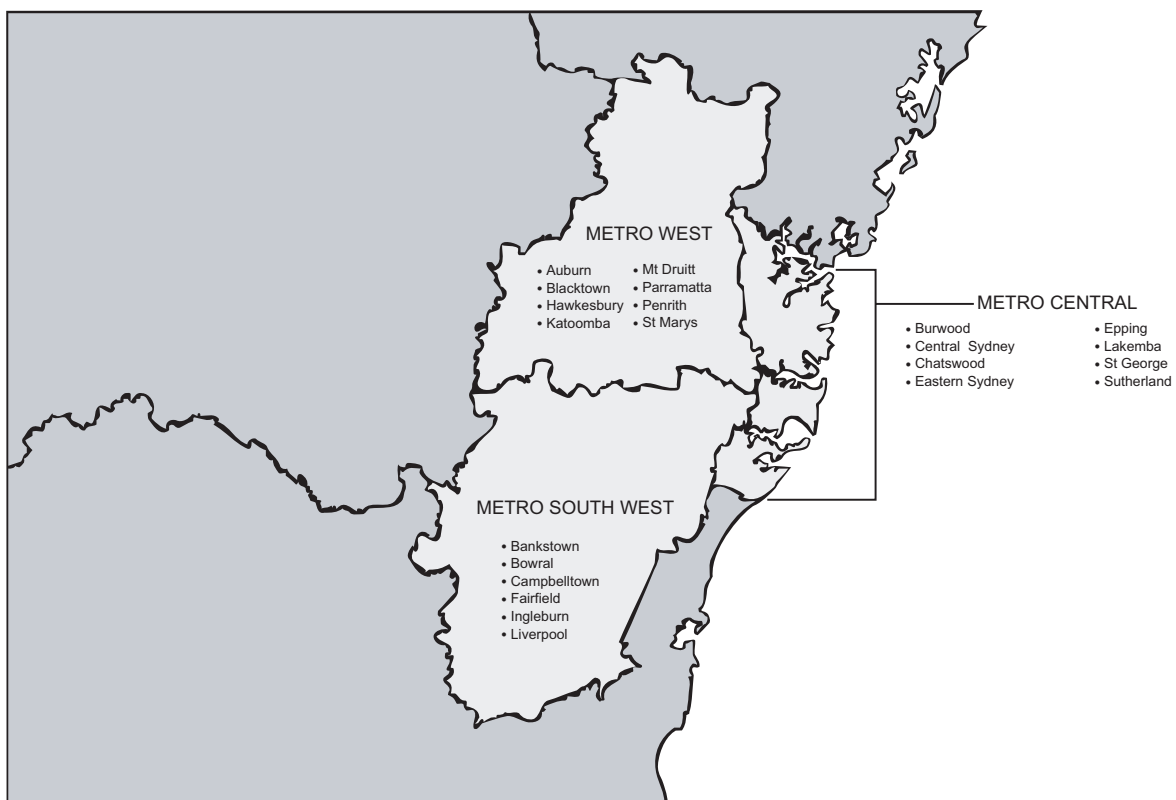 METRO WEST
• Auburn
• Blacktown
• Hawkesbury
• Katoomba
• Mt Druitt
• Parramatta
• Penrith
• St Marys
METRO CENTRAL
• Burwood
• Central Sydney
• Chatswood
• Eastern Sydney
• Epping
• Lakemba
• St George
• Sutherland
METRO SOUTH WEST
• Bankstown
• Bowral
• Campbelltown
• Fairfield
• Ingleburn
• Liverpool